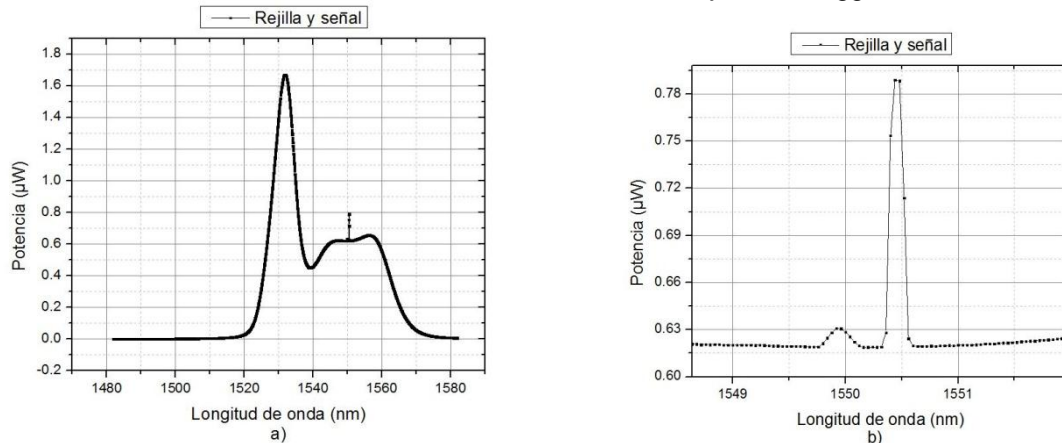 Rejilla y señal
1.8
1.6
1.4
1.2
1.0
0.8
0.6
0.4
0.2
0.0
-0.2
Potencia (µW)
1480 1500 1520 1540 1560 1580
Longitud de onda (nm)
a)
Rejilla y señal
0.78
0.75
0.72
0.69
0.66
0.63
0.60
Potencia (µW)
1549 1550 1551
Longitud de onda (nm)
b)